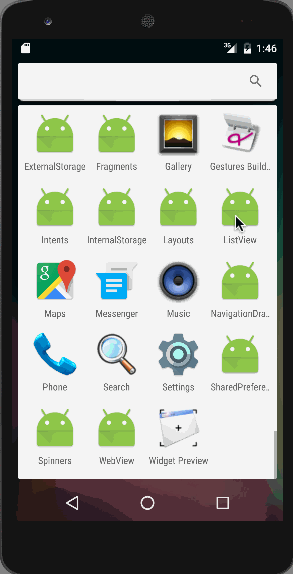 3G 1:46
ExternalStorage Fragments Gallery Gestures Build..
Intents InternalStorage Layouts ListView
Maps Messenger Music NavigationDra..
Phone Search Settings SharedPrefere..
Spinners WebView Widget Preview